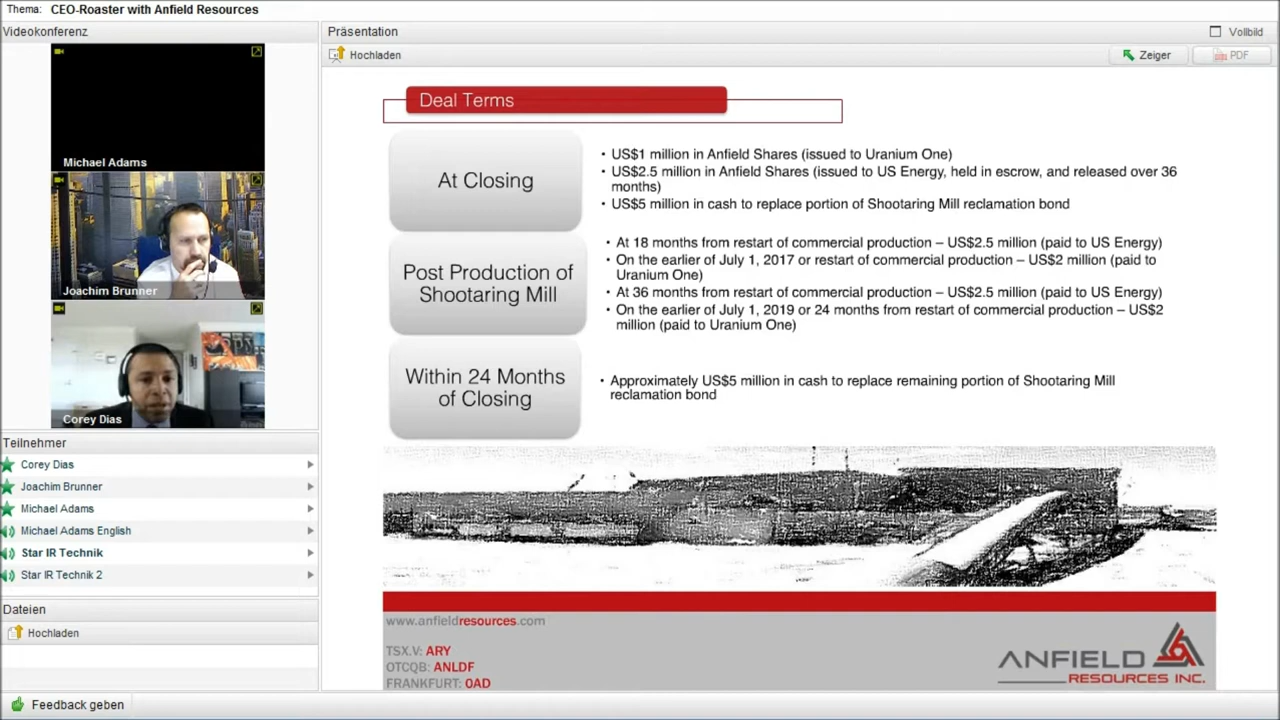 Thema: CEO-Roaster with Anfield Resources
Videokonferenz
Michael Adams
Joachim Brunner
Corey Dias
Teilnehmer
Corey Dias
Joachim Brunner
Michael Adams
Michael Adams English
Star IR Technik
Star IR Technik 2
Dateien
Hochladen
Feedback geben
Präsentation
Vollbild
Hochladen
Zeiger
PDF
Deal Terms
At Closing
• US$1 million in Anfield Shares (issued to Uranium One)
• US$2.5 million in Anfield Shares (issued to US Energy, held in escrow, and released over 36
months)
• US$5 million in cash to replace portion of Shootaring Mill reclamation bond
Post Production of
Shootaring Mill
• At 18 months from restart of commercial production – US$2.5 million (paid to US Energy)
• On the earlier of July 1, 2017 or restart of commercial production – US$2 million (paid to
Uranium One)
• At 36 months from restart of commercial production – US$2.5 million (paid to US Energy)
• On the earlier of July 1, 2019 or 24 months from restart of commercial production – US$2
million (paid to Uranium One)
Within 24 Months
of Closing
• Approximately US$5 million in cash to replace remaining portion of Shootaring Mill
reclamation bond
www.anfieldresources.com
TSX.V: ARY
OTCQB: ANLDF
FRANKFURT: 0AD
ANFIELD
RESOURCES INC.